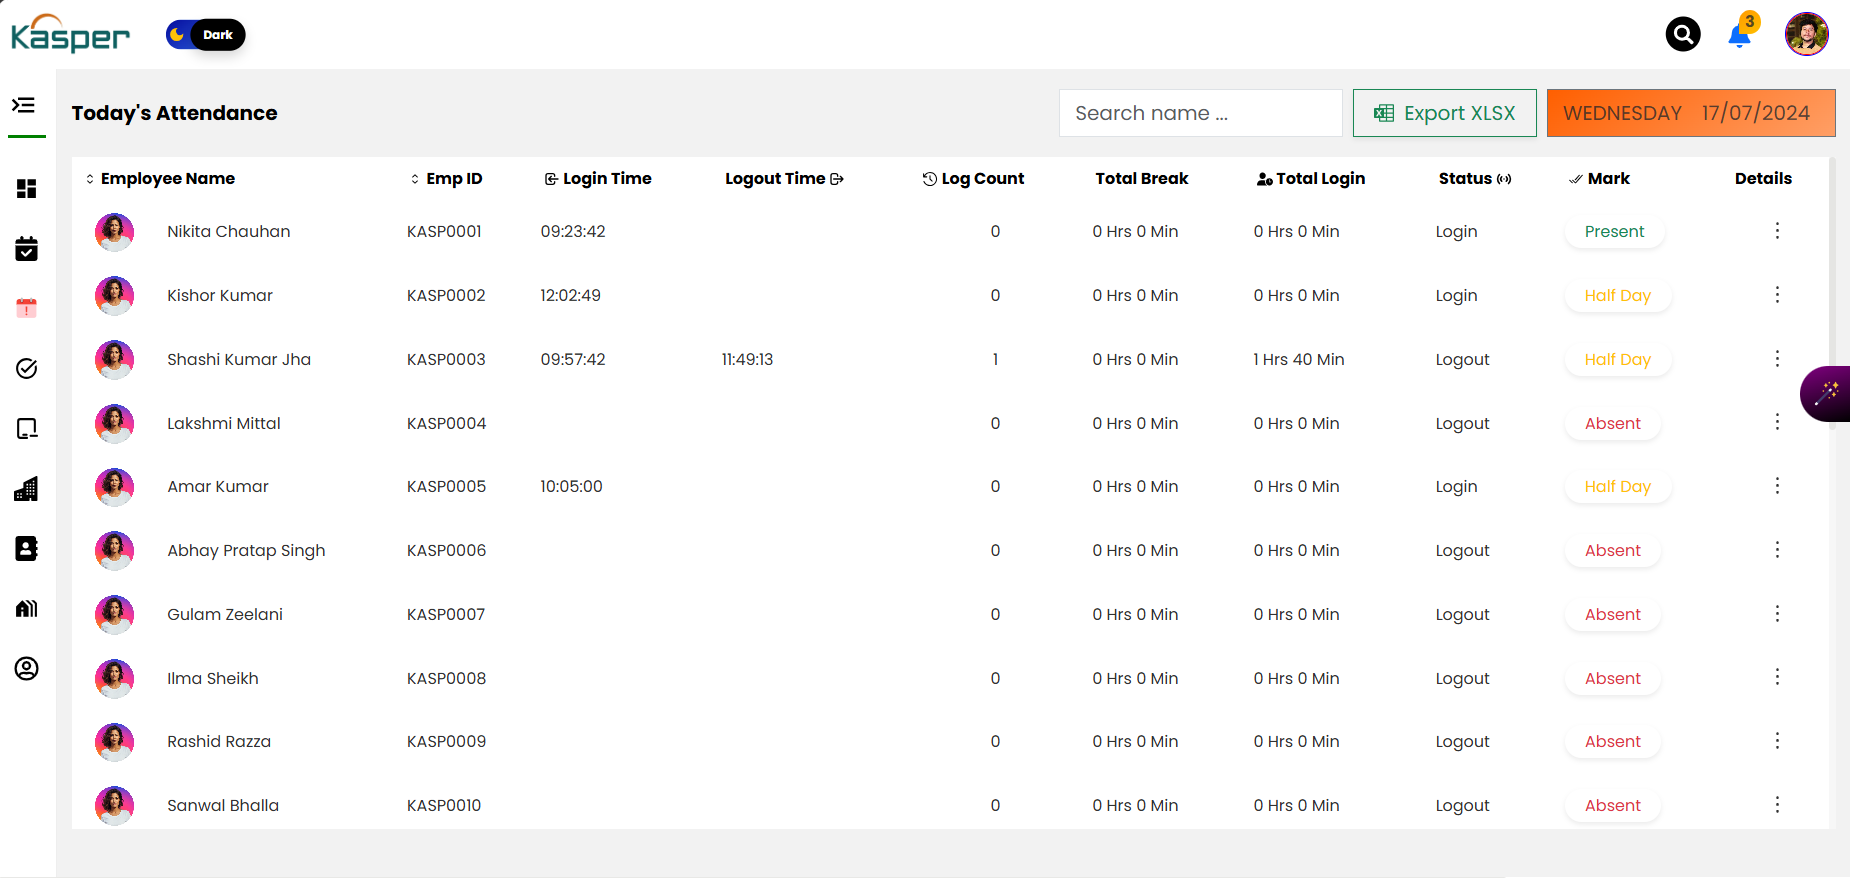 Kasper Dark 3
Today's Attendance Search name ... Export XLSX WEDNESDAY 17/07/2024
Employee Name Emp ID Login Time Logout Time Log Count Total Break Total Login Status Mark Details
Nikita Chauhan KASP0001 09:23:42 0 0 Hrs 0 Min 0 Hrs 0 Min Login Present
Kishor Kumar KASP0002 12:02:49 0 0 Hrs 0 Min 0 Hrs 0 Min Login Half Day
Shashi Kumar Jha KASP0003 09:57:42 11:49:13 1 0 Hrs 0 Min 1 Hrs 40 Min Logout Half Day
Lakshmi Mittal KASP0004 0 0 Hrs 0 Min 0 Hrs 0 Min Logout Absent
Amar Kumar KASP0005 10:05:00 0 0 Hrs 0 Min 0 Hrs 0 Min Login Half Day
Abhay Pratap Singh KASP0006 0 0 Hrs 0 Min 0 Hrs 0 Min Logout Absent
Gulam Zeelani KASP0007 0 0 Hrs 0 Min 0 Hrs 0 Min Logout Absent
Ilma Sheikh KASP0008 0 0 Hrs 0 Min 0 Hrs 0 Min Logout Absent
Rashid Razza KASP0009 0 0 Hrs 0 Min 0 Hrs 0 Min Logout Absent
Sanwal Bhalla KASP0010 0 0 Hrs 0 Min 0 Hrs 0 Min Logout Absent